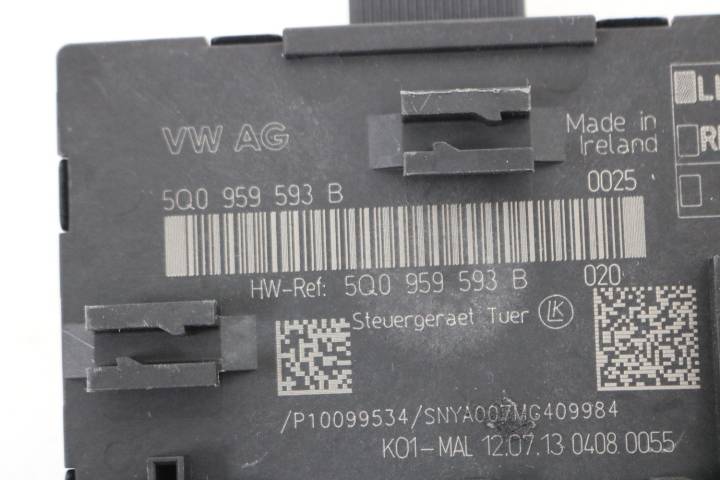 VW AG
Made in
Ireland
5Q0 959 593 B 0025
HW-Ref: 5Q0 959 593 B 020
Steuergeraet Tuer LK
/P10099534/SNYA007MG409984
K01-MAL 12.07.13 0408 0055